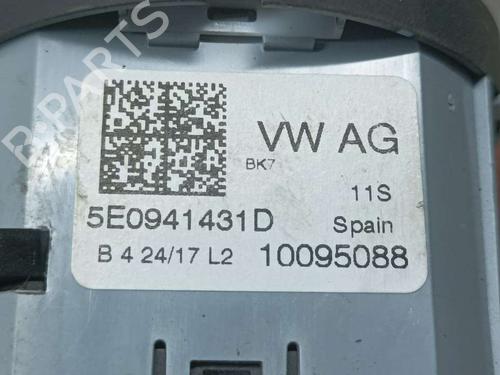 B-PARTS
VW AG
BK7
11S
5E0941431D
Spain
B 4 24/17 L2
10095088